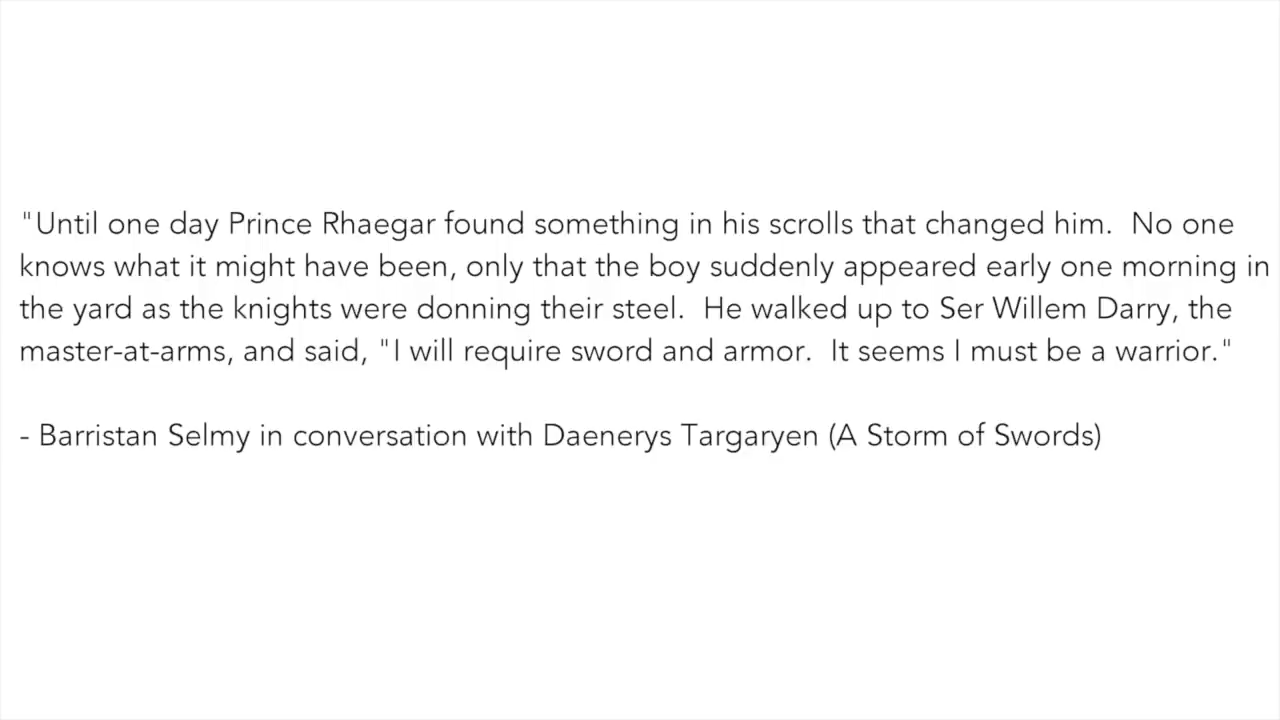 "Until one day Prince Rhaegar found something in his scrolls that changed him.  No one
knows what it might have been, only that the boy suddenly appeared early one morning in
the yard as the knights were donning their steel.  He walked up to Ser Willem Darry, the
master-at-arms, and said, "I will require sword and armor.  It seems I must be a warrior."
- Barristan Selmy in conversation with Daenerys Targaryen (A Storm of Swords)